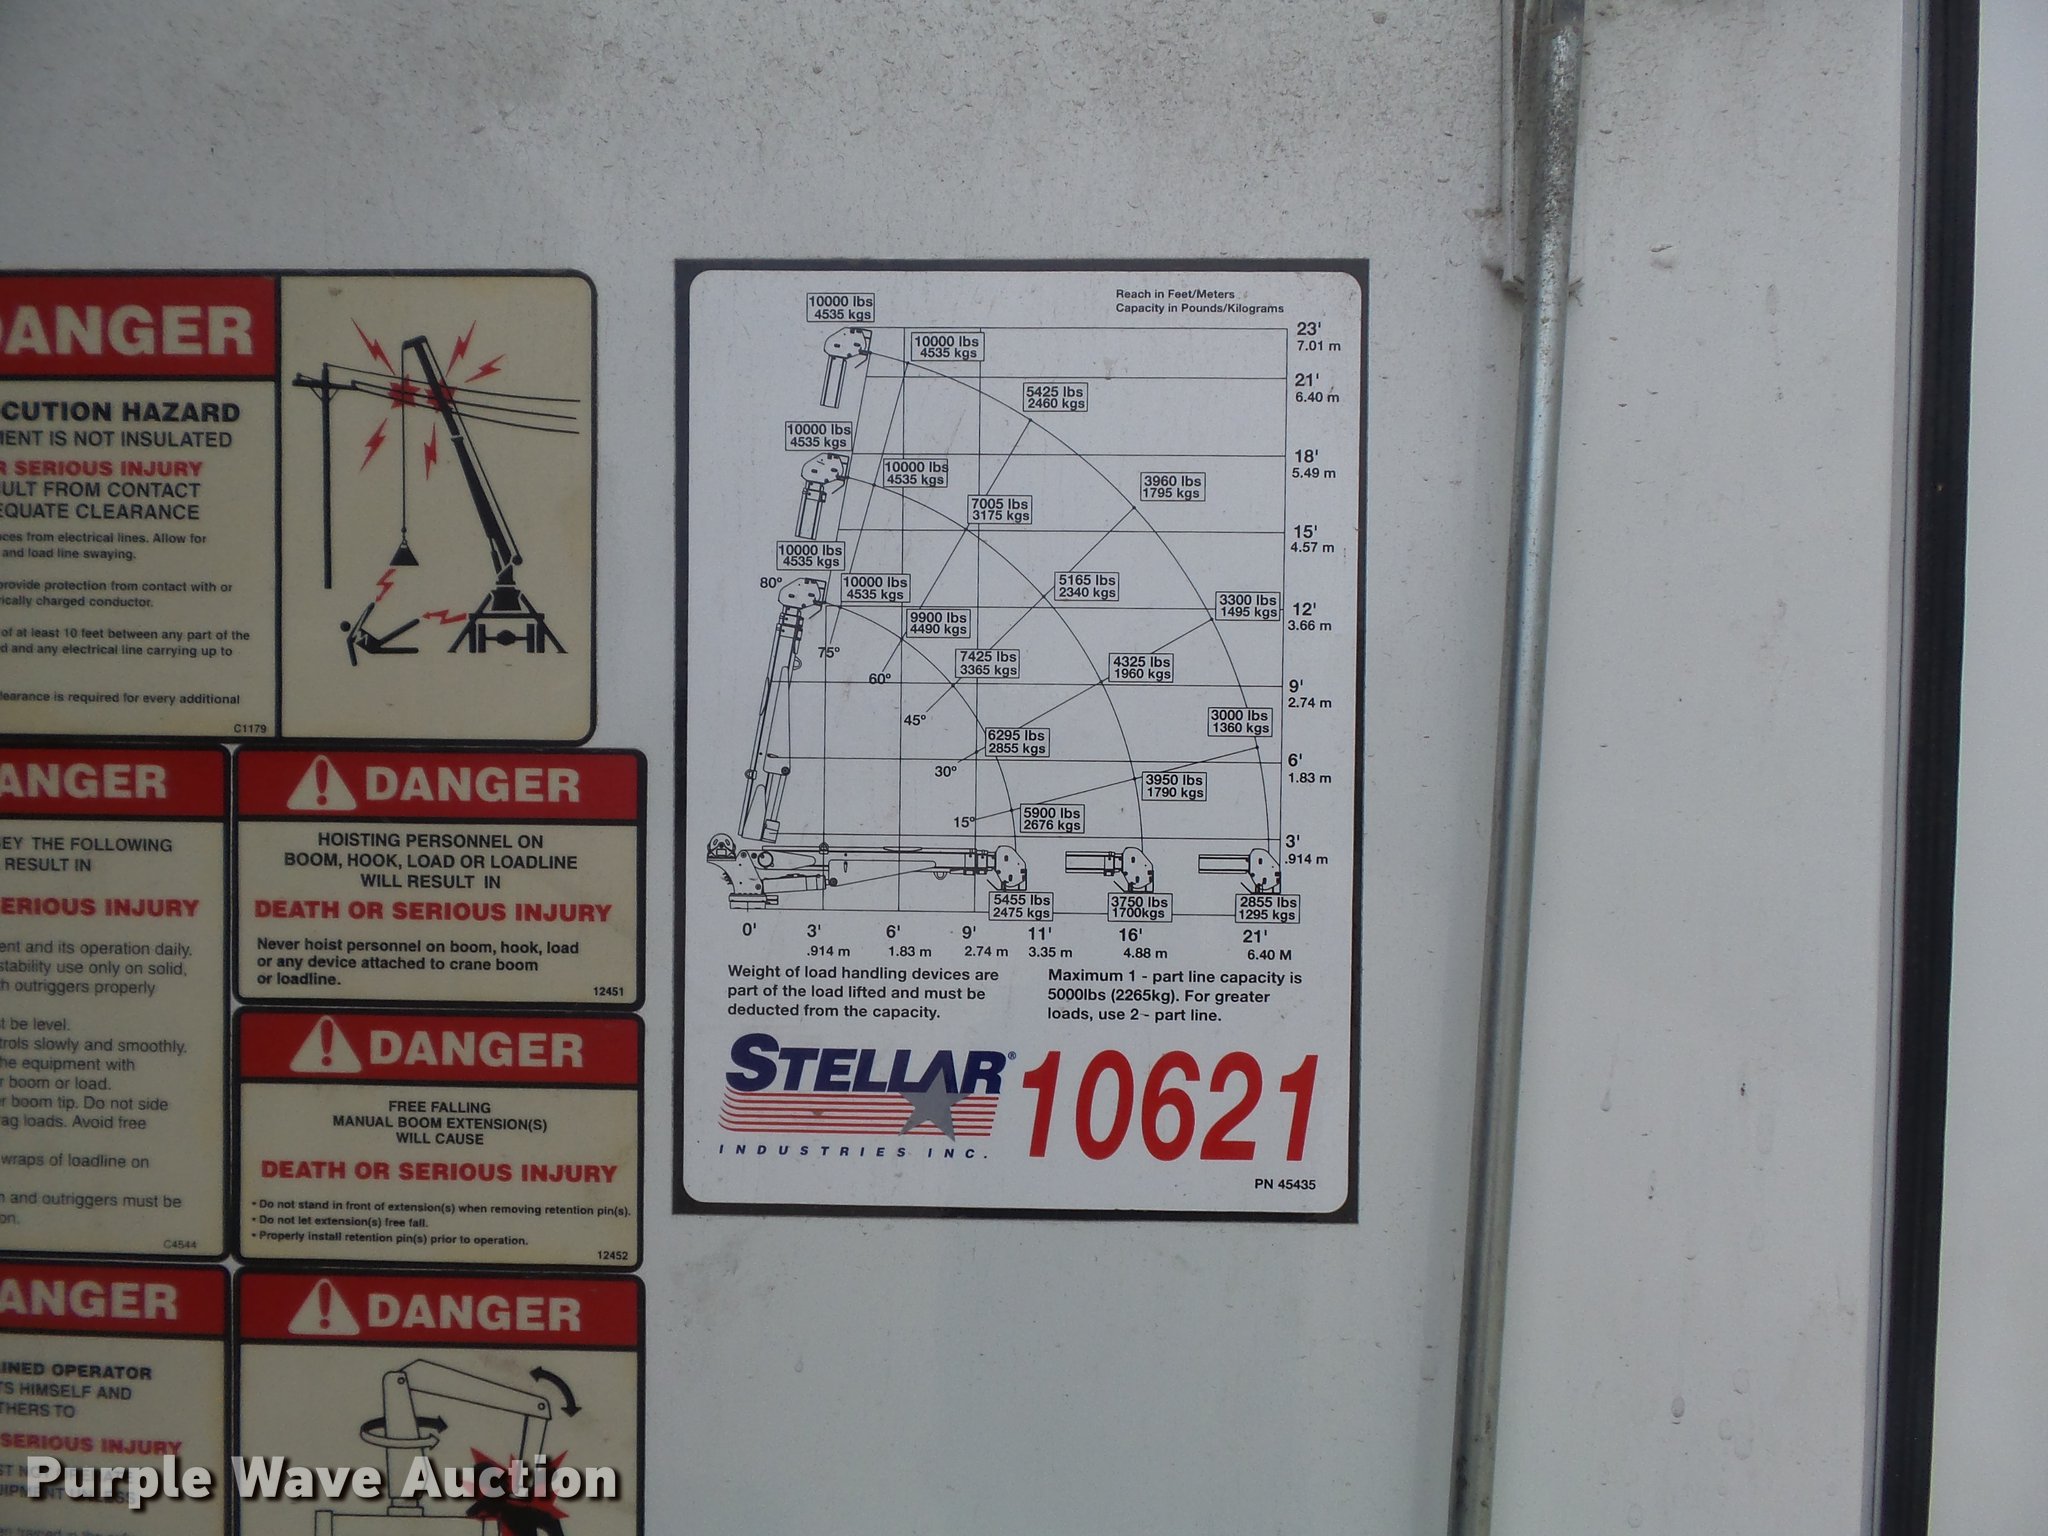 DANGER
CUTION HAZARD
MENT IS NOT INSULATED
R SERIOUS INJURY
ULT FROM CONTACT
EQUATE CLEARANCE
ces from electrical lines. Allow for
and load line swaying.
provide protection from contact with or
ically charged conductor.
of at least 10 feet between any part of the
d and any electrical line carrying up to
learance is required for every additional
C1179
ANGER
EY THE FOLLOWING
RESULT IN
ERIOUS INJURY
ent and its operation daily.
stability use only on solid,
h outriggers properly
t be level.
trols slowly and smoothly.
he equipment with
r boom or load.
r boom tip. Do not side
ag loads. Avoid free
wraps of loadline on
n and outriggers must be
on.
C4544
DANGER
HOISTING PERSONNEL ON
BOOM, HOOK, LOAD OR LOADLINE
WILL RESULT IN
DEATH OR SERIOUS INJURY
Never hoist personnel on boom, hook, load
or any device attached to crane boom
or loadline.
12451
DANGER
FREE FALLING
MANUAL BOOM EXTENSION(S)
WILL CAUSE
DEATH OR SERIOUS INJURY
• Do not stand in front of extension(s) when removing retention pin(s).
• Do not let extension(s) free fall.
• Properly install retention pin(s) prior to operation.
12452
ANGER
INED OPERATOR
TS HIMSELF AND
THERS TO
SERIOUS INJURY
DANGER
Reach in Feet/Meters
Capacity in Pounds/Kilograms
10000 lbs
4535 kgs
10000 lbs
4535 kgs
5425 lbs
2460 kgs
10000 lbs
4535 kgs
10000 lbs
4535 kgs
7005 lbs
3175 kgs
3960 lbs
1795 kgs
10000 lbs
4535 kgs
10000 lbs
4535 kgs
9900 lbs
4490 kgs
5165 lbs
2340 kgs
3300 lbs
1495 kgs
7425 lbs
3365 kgs
4325 lbs
1960 kgs
6295 lbs
2855 kgs
3000 lbs
1360 kgs
3950 lbs
1790 kgs
5900 lbs
2676 kgs
80º
75º
60º
45º
30º
15º
23'
7.01 m
21'
6.40 m
18'
5.49 m
15'
4.57 m
12'
3.66 m
9'
2.74 m
6'
1.83 m
3'
.914 m
5455 lbs
2475 kgs
3750 lbs
1700kgs
2855 lbs
1295 kgs
0' 3' 6' 9' 11' 16' 21'
.914 m 1.83 m 2.74 m 3.35 m 4.88 m 6.40 M
Weight of load handling devices are
part of the load lifted and must be
deducted from the capacity.
Maximum 1 - part line capacity is
5000lbs (2265kg). For greater
loads, use 2 - part line.
STELLAR®
INDUSTRIES INC.
10621
PN 45435
Purple Wave Auction